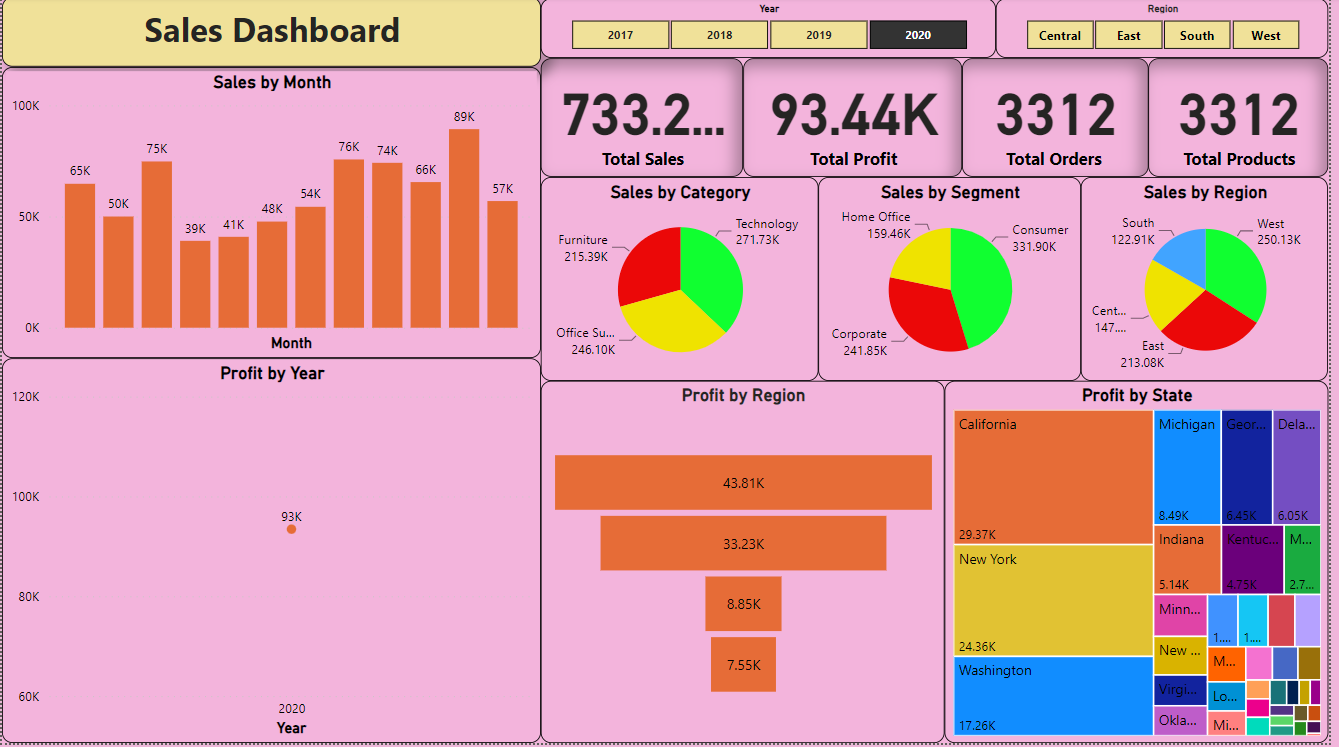 Sales Dashboard
Year
2017
2018
2019
2020
Region
Central
East
South
West
Sales by Month
100K
50K
0K
65K
50K
75K
39K
41K
48K
54K
76K
74K
66K
89K
57K
Month
733.2...
Total Sales
93.44K
Total Profit
3312
Total Orders
3312
Total Products
Sales by Category
Technology
271.73K
Furniture
215.39K
Office Su...
246.10K
Sales by Segment
Home Office
159.46K
Consumer
331.90K
Corporate
241.85K
Sales by Region
South
122.91K
West
250.13K
Cent...
147....
East
213.08K
Profit by Year
120K
100K
80K
60K
93K
2020
Year
Profit by Region
43.81K
33.23K
8.85K
7.55K
Profit by State
California
29.37K
New York
24.36K
Washington
17.26K
Michigan
8.49K
Geor...
6.45K
Dela...
6.05K
Indiana
5.14K
Kentuc...
4.75K
M...
2.7...
Minn...
1....
1....
New ...
M...
Virgi...
Lo...
Okla...
Mi...